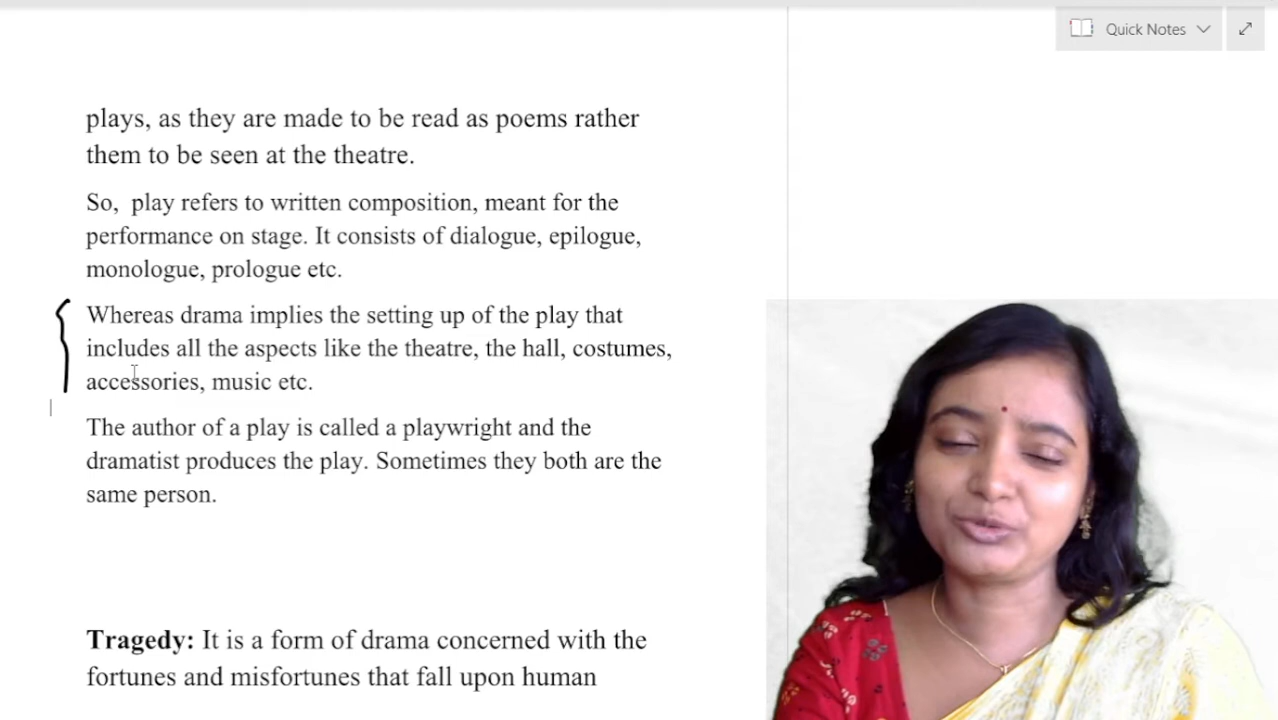 Quick Notes
plays, as they are made to be read as poems rather
them to be seen at the theatre.
So,  play refers to written composition, meant for the
performance on stage. It consists of dialogue, epilogue,
monologue, prologue etc.
Whereas drama implies the setting up of the play that
includes all the aspects like the theatre, the hall, costumes,
accessories, music etc.
The author of a play is called a playwright and the
dramatist produces the play. Sometimes they both are the
same person.
Tragedy: It is a form of drama concerned with the
fortunes and misfortunes that fall upon human